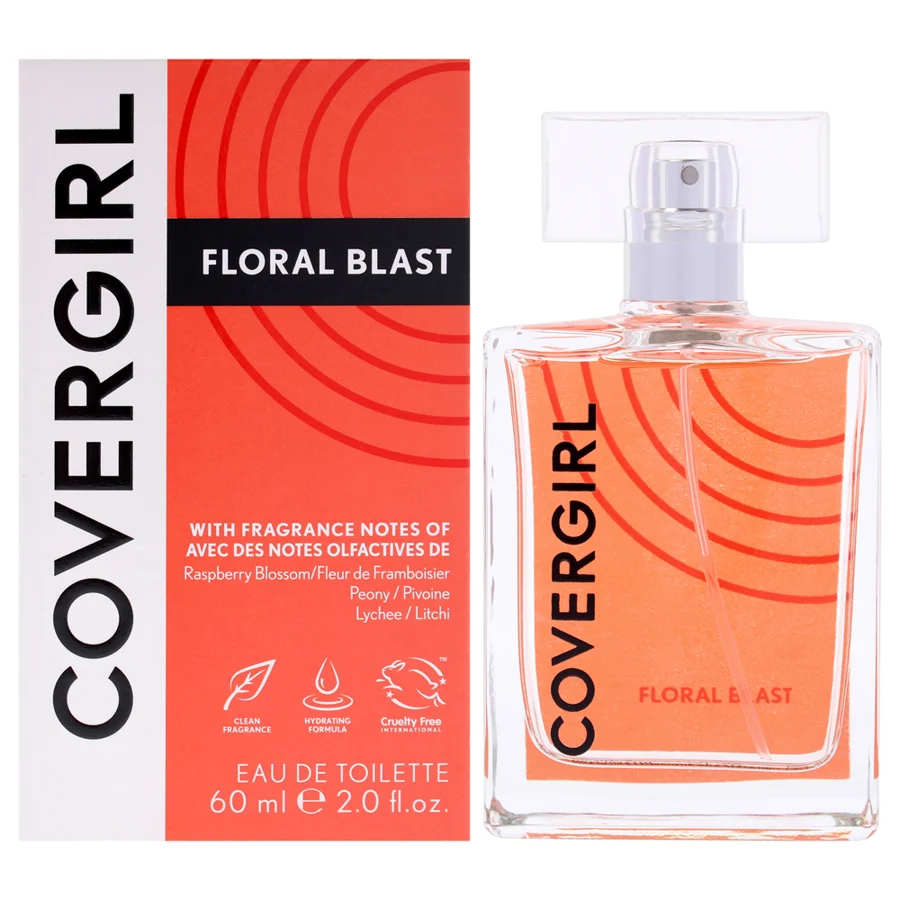 COVERGIRL
FLORAL BLAST
WITH FRAGRANCE NOTES OF
AVEC DES NOTES OLFACTIVES DE
Raspberry Blossom/Fleur de Framboisier
Peony / Pivoine
Lychee / Litchi
CLEAN
FRAGRANCE
HYDRATING
FORMULA
TM
Cruelty Free
INTERNATIONAL
EAU DE TOILETTE
60 ml ℮ 2.0 fl.oz.
COVERGIRL
FLORAL BLAST